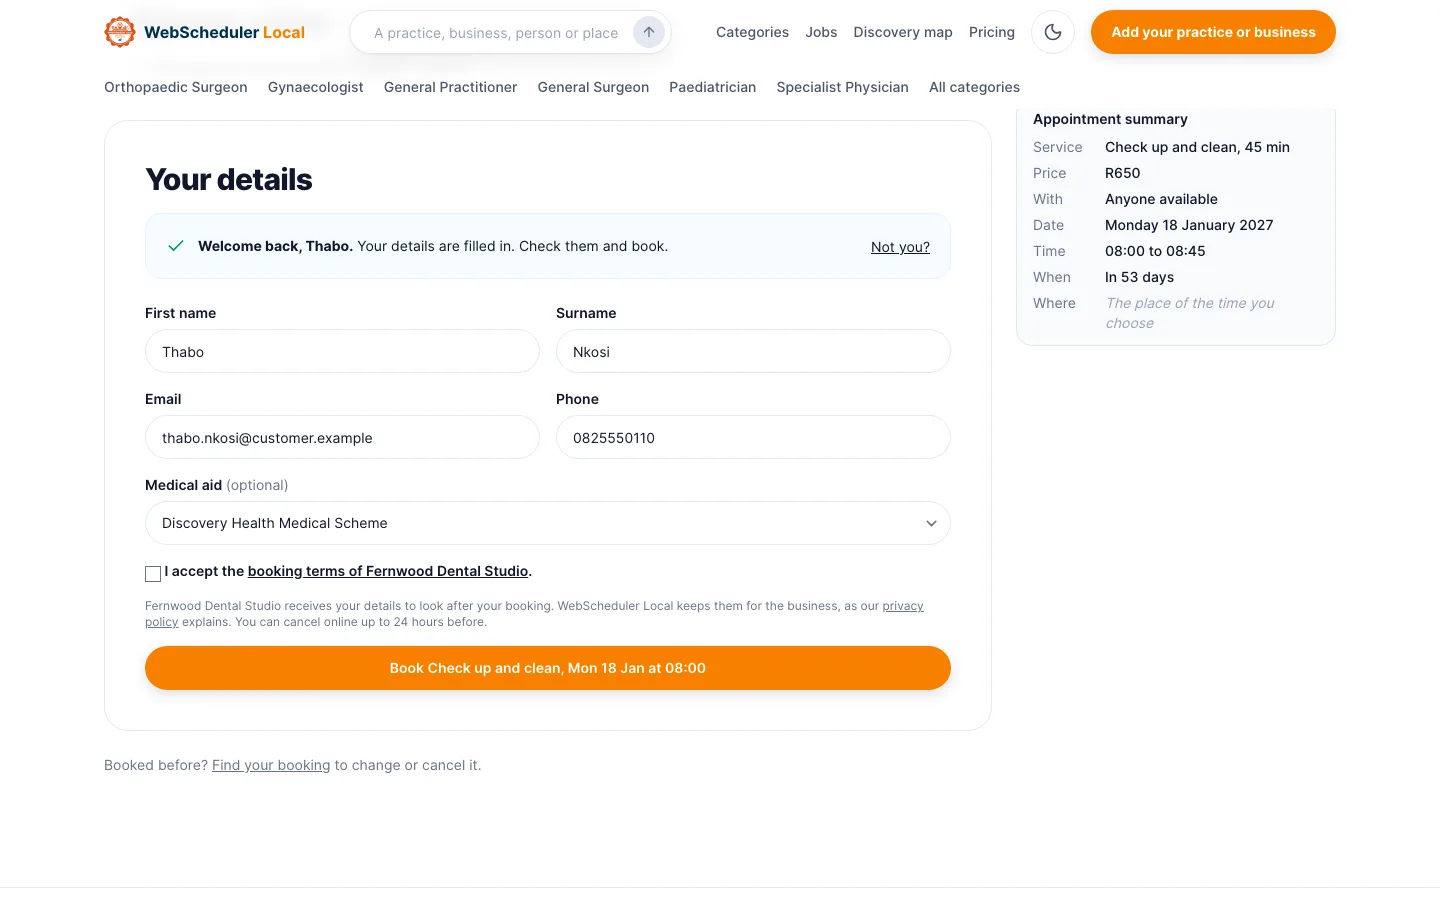 WebScheduler Local
A practice, business, person or place
Categories
Jobs
Discovery map
Pricing
Add your practice or business
Orthopaedic Surgeon
Gynaecologist
General Practitioner
General Surgeon
Paediatrician
Specialist Physician
All categories
Your details
Welcome back, Thabo. Your details are filled in. Check them and book.
Not you?
First name
Thabo
Surname
Nkosi
Email
thabo.nkosi@customer.example
Phone
0825550110
Medical aid (optional)
Discovery Health Medical Scheme
I accept the booking terms of Fernwood Dental Studio.
Fernwood Dental Studio receives your details to look after your booking. WebScheduler Local keeps them for the business, as our privacy
policy explains. You can cancel online up to 24 hours before.
Book Check up and clean, Mon 18 Jan at 08:00
Booked before? Find your booking to change or cancel it.
Appointment summary
Service Check up and clean, 45 min
Price R650
With Anyone available
Date Monday 18 January 2027
Time 08:00 to 08:45
When In 53 days
Where The place of the time you
choose